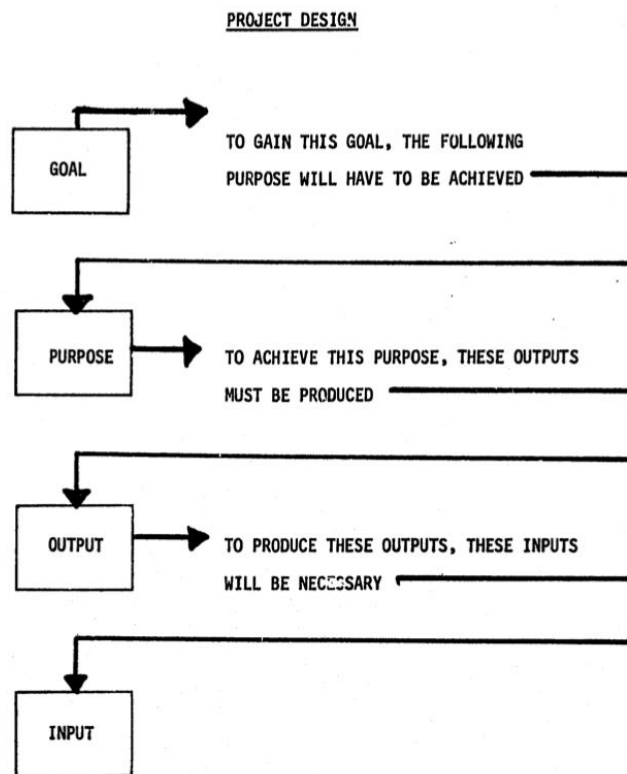 PROJECT DESIGN
GOAL
TO GAIN THIS GOAL, THE FOLLOWING
PURPOSE WILL HAVE TO BE ACHIEVED
PURPOSE
TO ACHIEVE THIS PURPOSE, THESE OUTPUTS
MUST BE PRODUCED
OUTPUT
TO PRODUCE THESE OUTPUTS, THESE INPUTS
WILL BE NECESSARY
INPUT